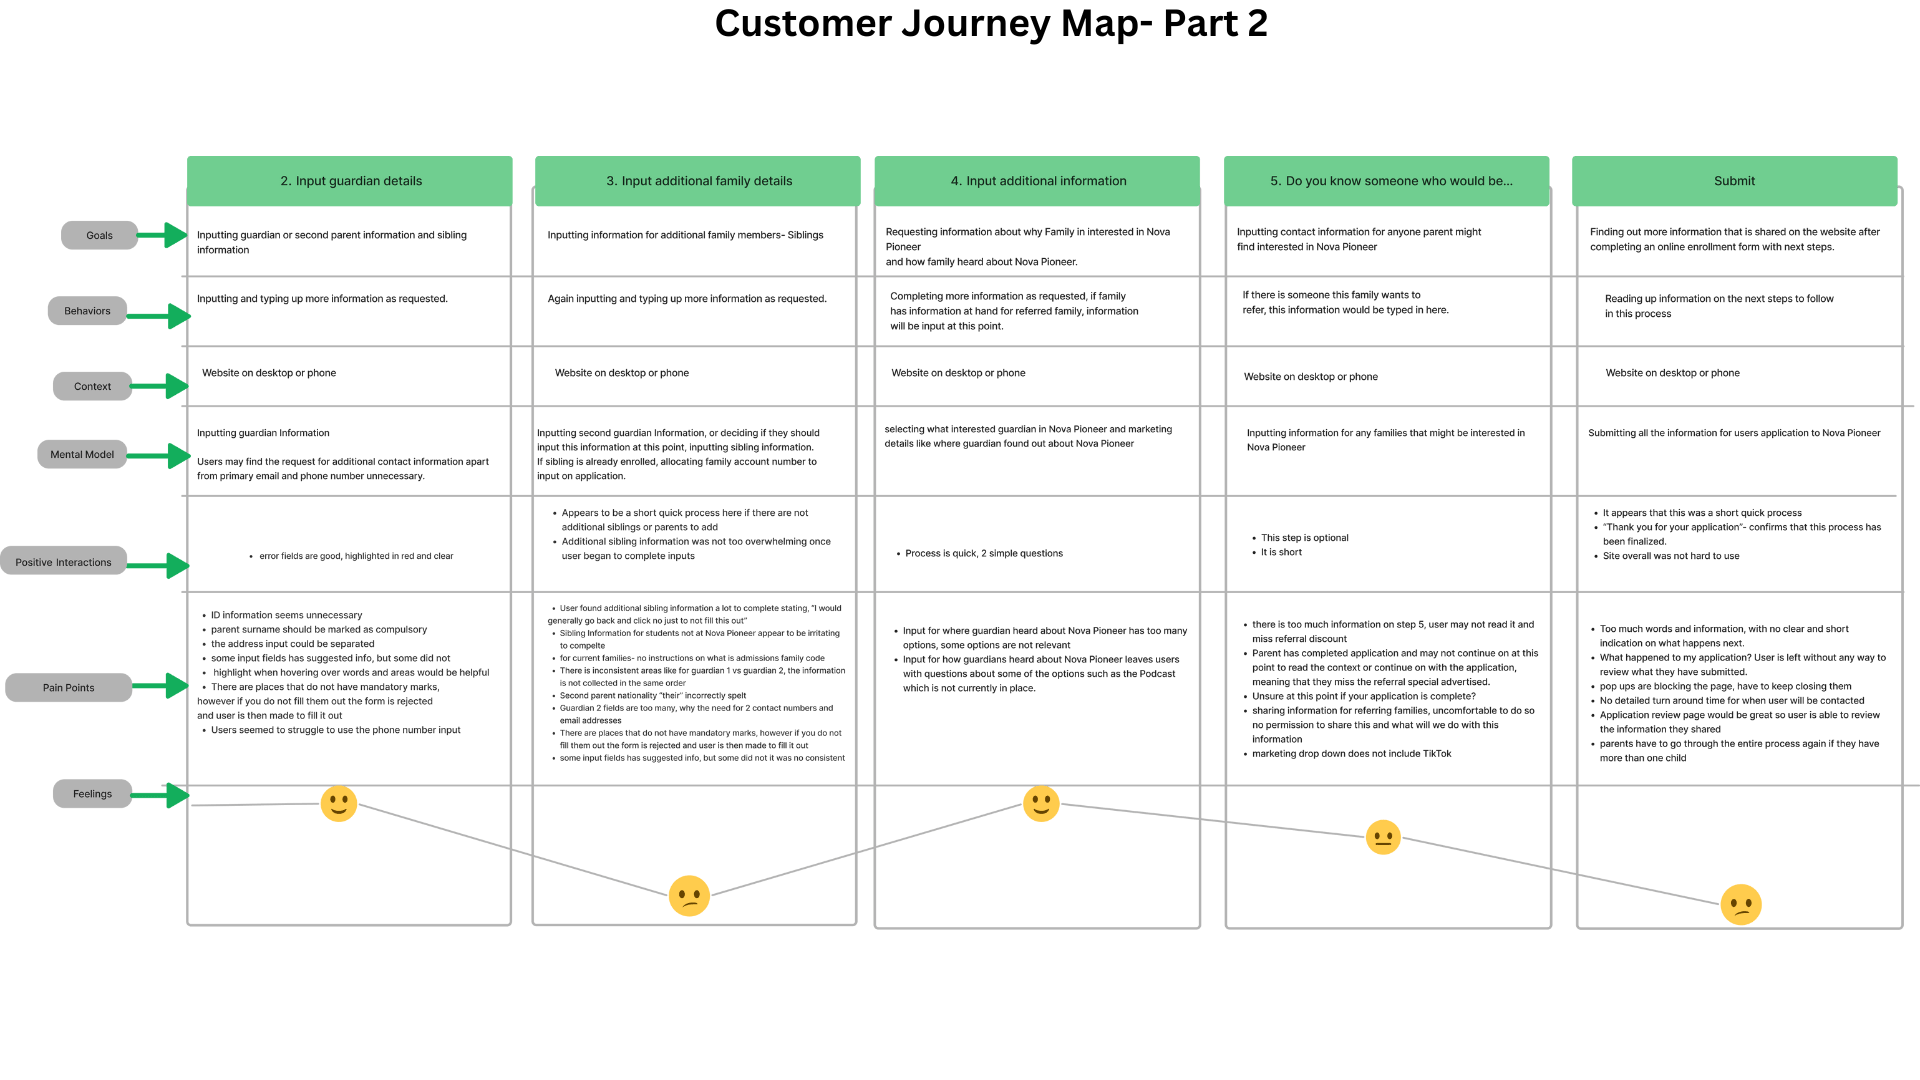 Customer Journey Map- Part 2
2. Input guardian details
3. Input additional family details
4. Input additional information
5. Do you know someone who would be...
Submit
Goals
Inputting guardian or second parent information and sibling
information
Inputting information for additional family members- Siblings
Requesting information about why Family in interested in Nova
Pioneer
and how family heard about Nova Pioneer.
Inputting contact information for anyone parent might
find interested in Nova Pioneer
Finding out more information that is shared on the website after
completing an online enrollment form with next steps.
Behaviors
Inputting and typing up more information as requested.
Again inputting and typing up more information as requested.
Completing more information as requested, if family
has information at hand for referred family, information
will be input at this point.
If there is someone this family wants to
refer, this information would be typed in here.
Reading up information on the next steps to follow
in this process
Context
Website on desktop or phone
Website on desktop or phone
Website on desktop or phone
Website on desktop or phone
Website on desktop or phone
Mental Model
Inputting guardian Information
Users may find the request for additional contact information apart
from primary email and phone number unnecessary.
Inputting second guardian Information, or deciding if they should
input this information at this point, inputting sibling information.
If sibling is already enrolled, allocating family account number to
input on application.
selecting what interested guardian in Nova Pioneer and marketing
details like where guardian found out about Nova Pioneer
Inputting information for any families that might be interested in
Nova Pioneer
Submitting all the information for users application to Nova Pioneer
Positive Interactions
• error fields are good, highlighted in red and clear
• Appears to be a short quick process here if there are not
additional siblings or parents to add
• Additional sibling information was not too overwhelming once
user began to complete inputs
• Process is quick, 2 simple questions
• This step is optional
• It is short
• It appears that this was a short quick process
• "Thank you for your application"- confirms that this process has
been finalized.
• Site overall was not hard to use
Pain Points
• ID information seems unnecessary
• parent surname should be marked as compulsory
• the address input could be separated
• some input fields has suggested info, but some did not
• highlight when hovering over words and areas would be helpful
• There are places that do not have mandatory marks,
however if you do not fill them out the form is rejected
and user is then made to fill it out
• Users seemed to struggle to use the phone number input
• User found additional sibling information a lot to complete stating, "I would
generally go back and click no just to not fill this out"
• Sibling Information for students not at Nova Pioneer appear to be irritating
to compelte
• for current families- no instructions on what is admissions family code
• There is inconsistent areas like for guardian 1 vs guardian 2, the information
is not collected in the same order
• Second parent nationality "their" incorrectly spelt
• Guardian 2 fields are too many, why the need for 2 contact numbers and
email addresses
• There are places that do not have mandatory marks, however if you do not
fill them out the form is rejected and user is then made to fill it out
• some input fields has suggested info, but some did not it was no consistent
• Input for where guardian heard about Nova Pioneer has too many
options, some options are not relevant
• Input for how guardians heard about Nova Pioneer leaves users
with questions about some of the options such as the Podcast
which is not currently in place.
• there is too much information on step 5, user may not read it and
miss referral discount
• Parent has completed application and may not continue on at this
point to read the context or continue on with the application,
meaning that they miss the referral special advertised.
• Unsure at this point if your application is complete?
• sharing information for referring families, uncomfortable to do so
no permission to share this and what will we do with this
information
• marketing drop down does not include TikTok
• Too much words and information, with no clear and short
indication on what happens next.
• What happened to my application? User is left without any way to
review what they have submitted.
• pop ups are blocking the page, have to keep closing them
• No detailed turn around time for when user will be contacted
• Application review page would be great so user is able to review
the information they shared
• parents have to go through the entire process again if they have
more than one child
Feelings